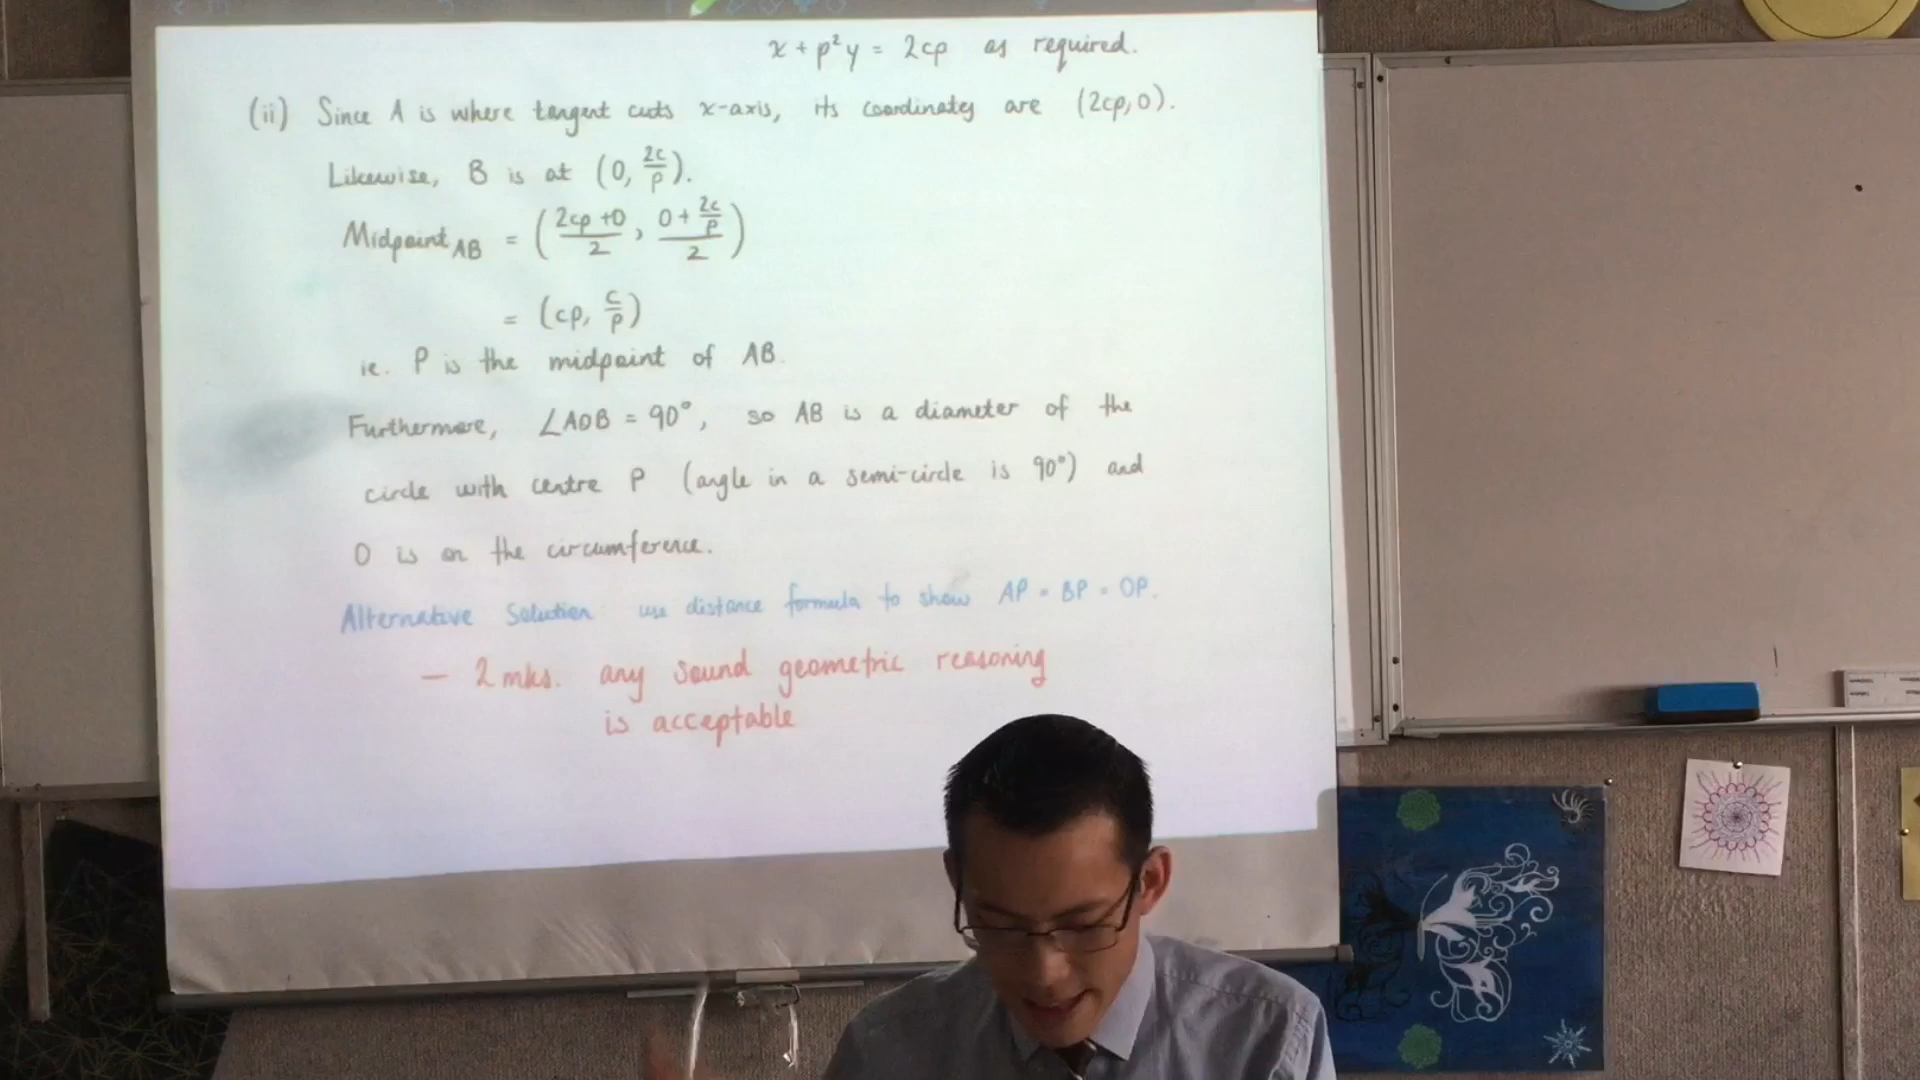 x + p²y = 2cp as required.
(ii) Since A is where tangent cuts x-axis, its coordinates are (2cp, 0).
Likewise, B is at (0, 2c/p).
Midpoint AB = ( (2cp + 0)/2 , (0 + 2c/p)/2 )
= (cp, c/p)
ie. P is the midpoint of AB.
Furthermore, ∠AOB = 90°, so AB is a diameter of the
circle with centre P (angle in a semi-circle is 90°) and
O is on the circumference.
Alternative Solution: use distance formula to show AP = BP = OP.
— 2 mks. any sound geometric reasoning
is acceptable